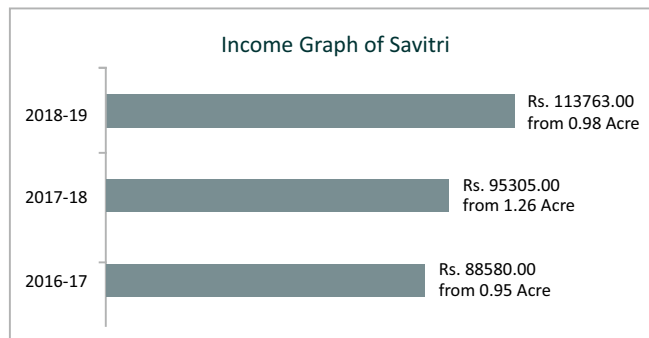 Income Graph of Savitri
2018-19
Rs. 113763.00
from 0.98 Acre
2017-18
Rs. 95305.00
from 1.26 Acre
2016-17
Rs. 88580.00
from 0.95 Acre